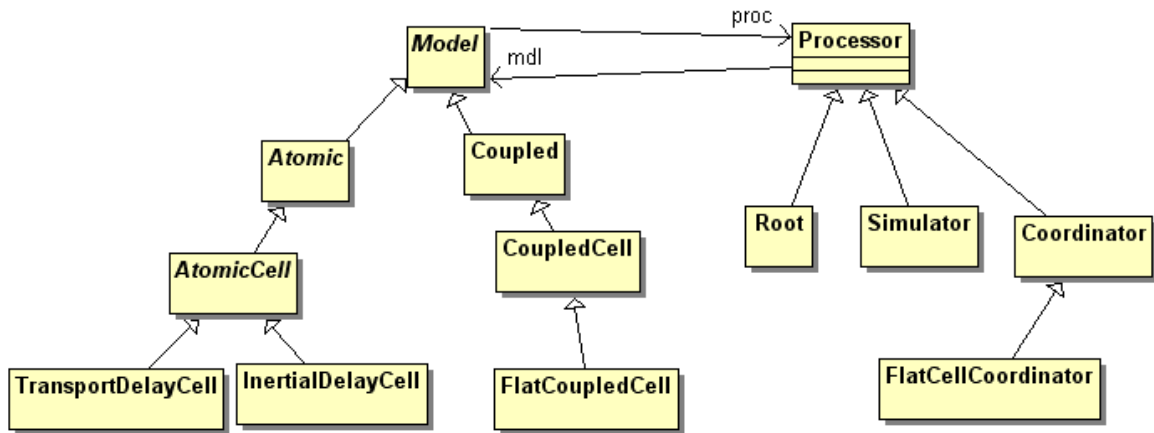 proc
Model
Processor
mdl
Atomic
Coupled
Root
Simulator
Coordinator
AtomicCell
CoupledCell
TransportDelayCell
InertialDelayCell
FlatCoupledCell
FlatCellCoordinator